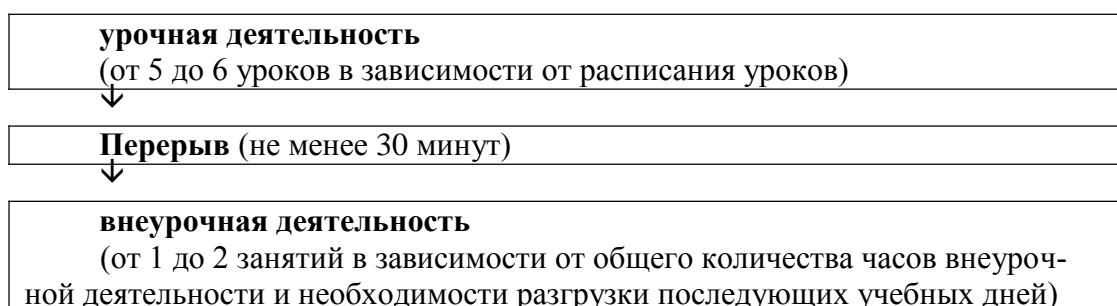 урочная деятельность
(от 5 до 6 уроков в зависимости от расписания уроков)
↓
Перерыв (не менее 30 минут)
↓
внеурочная деятельность
(от 1 до 2 занятий в зависимости от общего количества часов внеуроч-
ной деятельности и необходимости разгрузки последующих учебных дней)